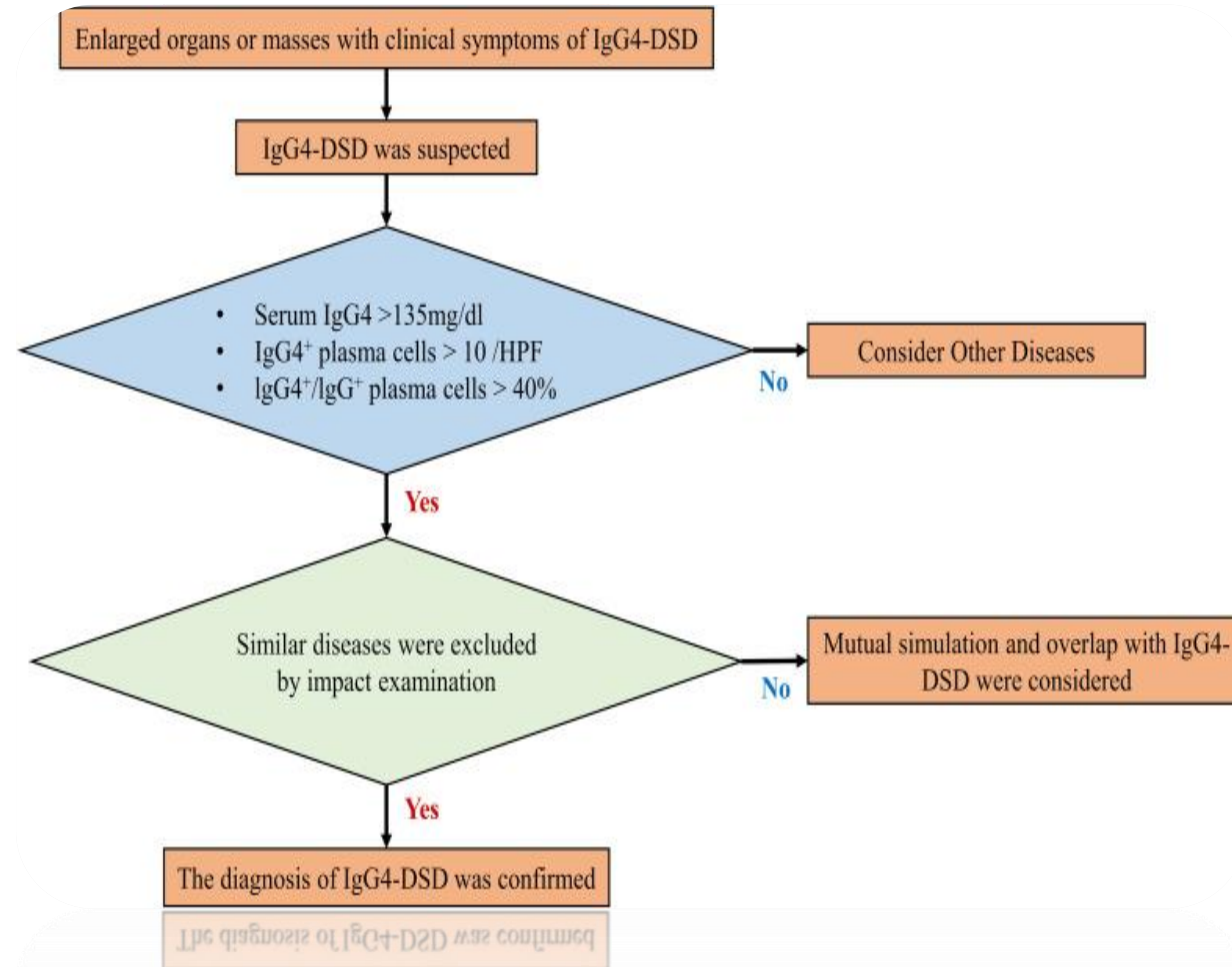 Enlarged organs or masses with clinical symptoms of IgG4-DSD
IgG4-DSD was suspected
• Serum IgG4 >135mg/dl
• IgG4⁺ plasma cells > 10 /HPF
• lgG4⁺/lgG⁺ plasma cells > 40%
No
Consider Other Diseases
Yes
Similar diseases were excluded
by impact examination
No
Mutual simulation and overlap with IgG4-
DSD were considered
Yes
The diagnosis of IgG4-DSD was confirmed